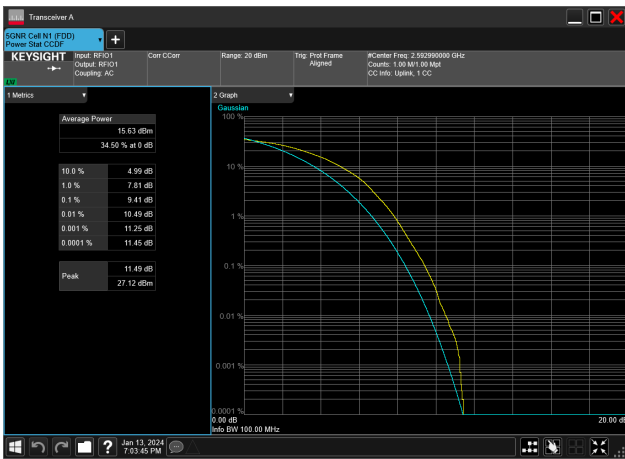 Transceiver A
5GNR Cell N1 (FDD)
Power Stat CCDF
KEYSIGHT
Input: RFIO1
Output: RFIO1
Coupling: AC
Corr CCorr
Range: 20 dBm
Trig: Prot Frame
Aligned
#Center Freq: 2.592990000 GHz
Counts: 1.00 M/1.00 Mpt
CC Info: Uplink, 1 CC
1 Metrics
Average Power
15.63 dBm
34.50 % at 0 dB
10.0 % 4.99 dB
1.0 % 7.81 dB
0.1 % 9.41 dB
0.01 % 10.49 dB
0.001 % 11.25 dB
0.0001 % 11.45 dB
Peak
11.49 dB
27.12 dBm
2 Graph
Gaussian
100 %
10 %
1 %
0.1 %
0.01 %
0.001 %
0.0001 %
0.00 dB
20.00 dB
Info BW 100.00 MHz
Jan 13, 2024
7:03:45 PM